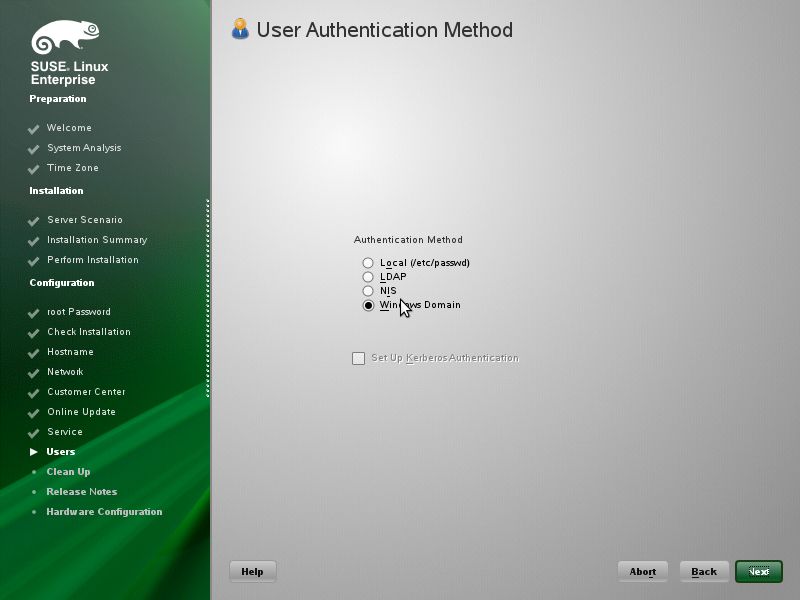 SUSE. Linux
Enterprise
Preparation
Welcome
System Analysis
Time Zone
Installation
Server Scenario
Installation Summary
Perform Installation
Configuration
root Password
Check Installation
Hostname
Network
Customer Center
Online Update
Service
Users
Clean Up
Release Notes
Hardware Configuration
User Authentication Method
Authentication Method
Local (/etc/passwd)
LDAP
NIS
Windows Domain
Set Up Kerberos Authentication
Help
Abort
Back
Next